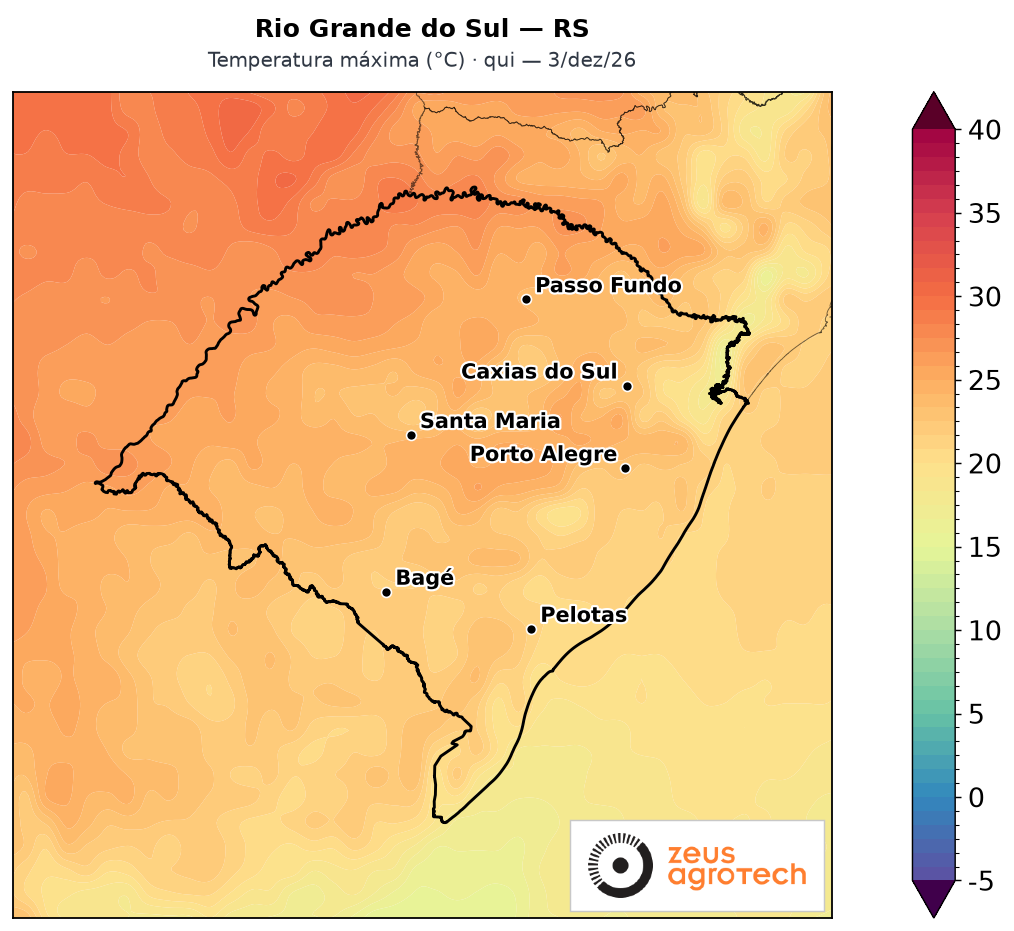 Rio Grande do Sul — RS
Temperatura máxima (°C) · qui — 3/dez/26
Passo Fundo
Caxias do Sul
Santa Maria
Porto Alegre
Bagé
Pelotas
40
35
30
25
20
15
10
5
0
-5
zeus
agrotech